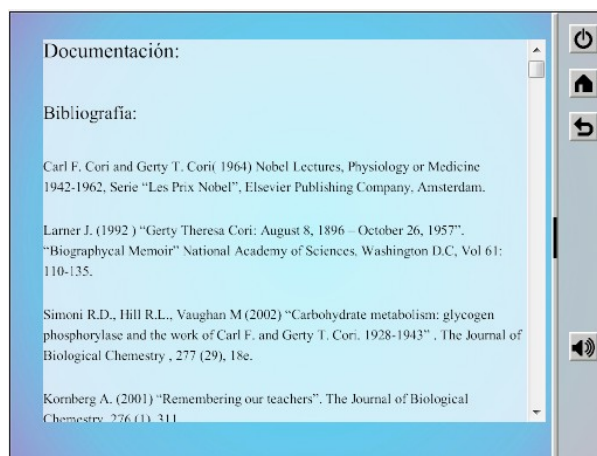 Documentación:
Bibliografía:
Carl F. Cori and Gerty T. Cori( 1964) Nobel Lectures, Physiology or Medicine
1942-1962, Serie “Les Prix Nobel”, Elsevier Publishing Company, Amsterdam.
Larner J. (1992 ) “Gerty Theresa Cori: August 8, 1896 – October 26, 1957”.
“Biographycal Memoir” National Academy of Sciences. Washington D.C, Vol 61:
110-135.
Simoni R.D., Hill R.L., Vaughan M (2002) “Carbohydrate metabolism: glycogen
phosphorylase and the work of Carl F. and Gerty T. Cori. 1928-1943” . The Journal of
Biological Chemestry , 277 (29), 18e.
Kornberg A. (2001) “Remembering our teachers”. The Journal of Biological
Chemestry, 276 (1), 311